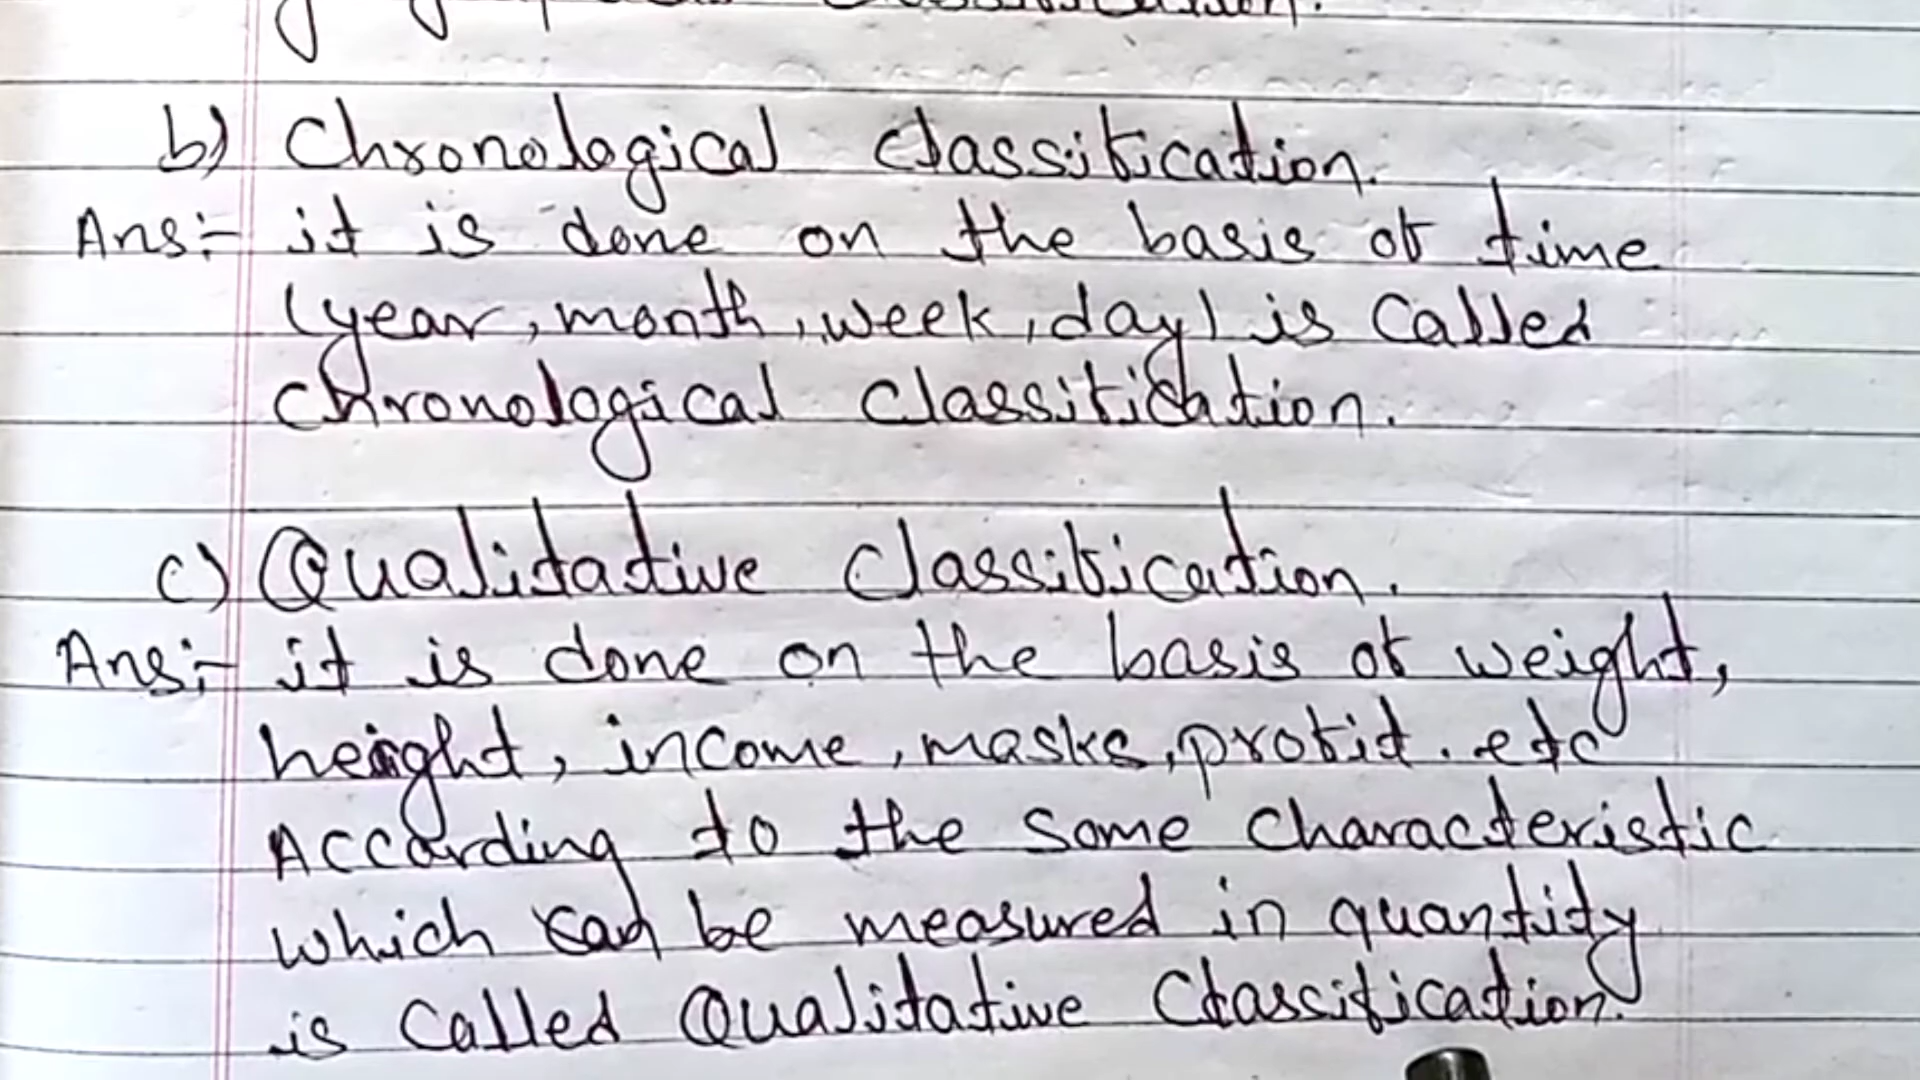 b) Chronological classification.
Ans:- it is done on the basis of time
(year, month, week, day) is called
chronological classification.
c) Qualitative classification.
Ans:- it is done on the basis of weight,
height, income, marks, profit. etc
According to the some characteristic
which can be measured in quantity
is called Qualitative Classification.